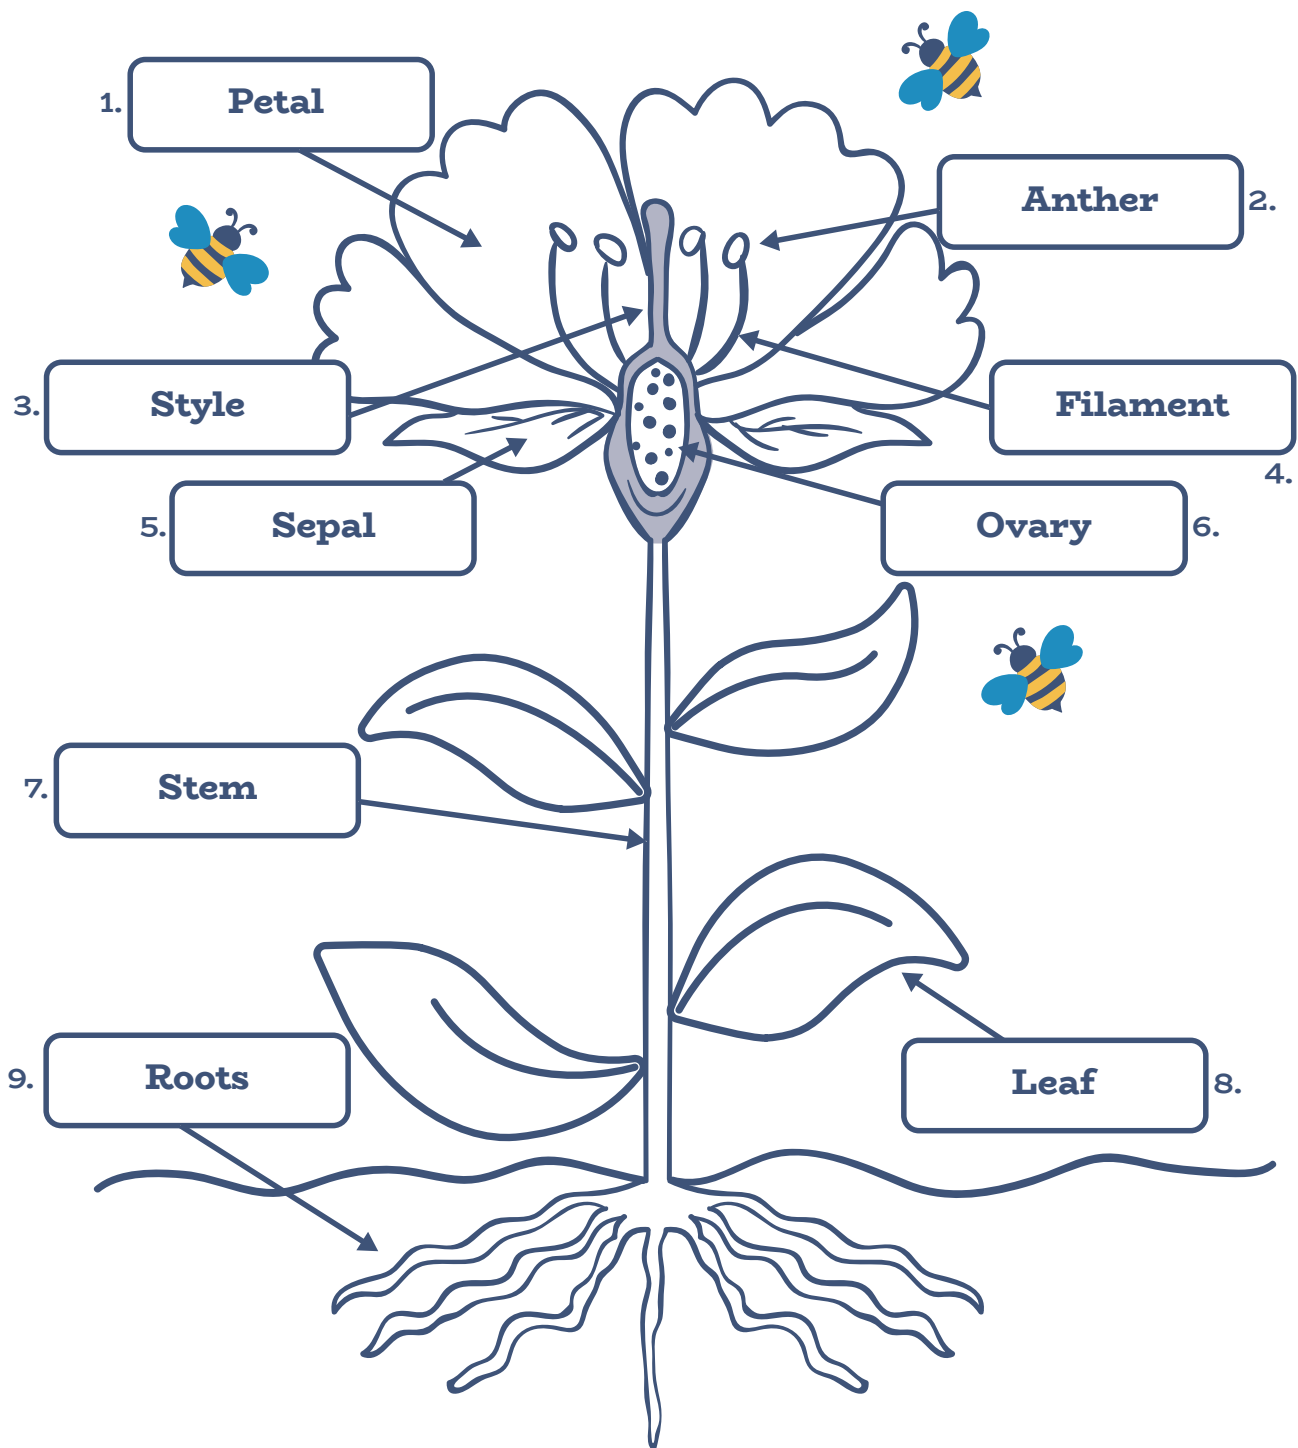 1. Petal
Anther 2.
3. Style
Filament
4.
5. Sepal
Ovary 6.
7. Stem
9. Roots
Leaf 8.